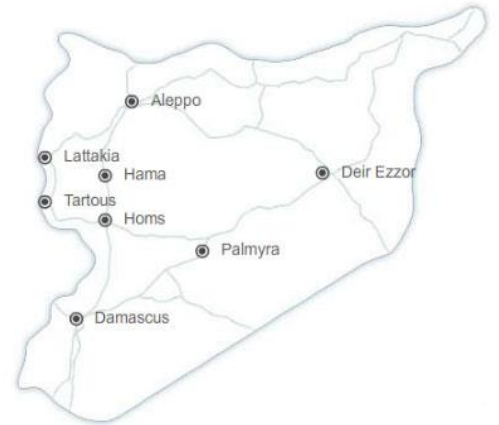 Aleppo
Lattakia
Hama
Deir Ezzor
Tartous
Homs
Palmyra
Damascus